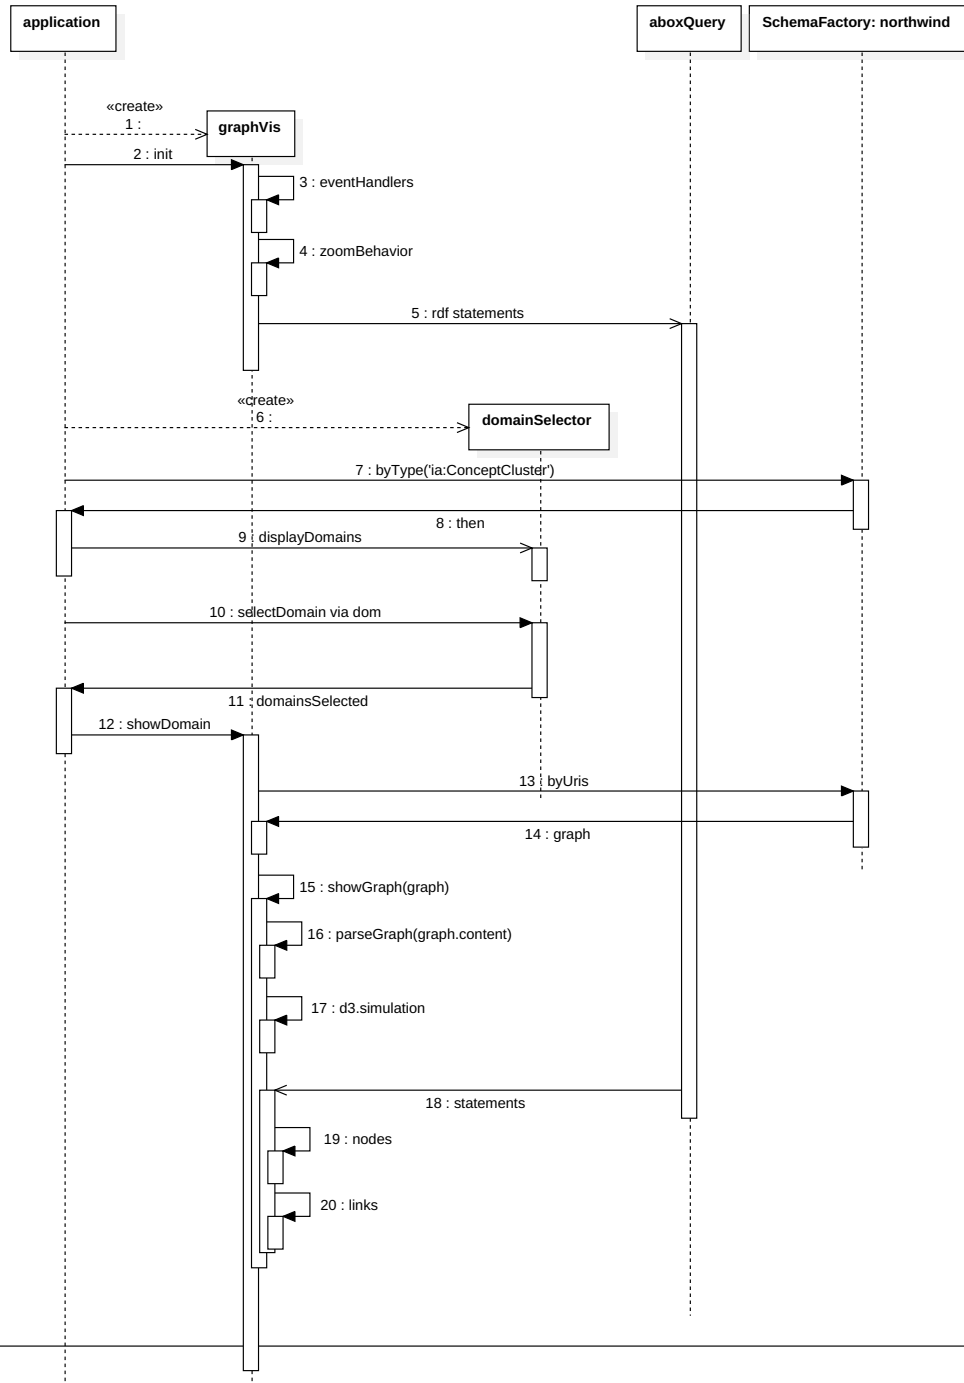 application
aboxQuery
SchemaFactory: northwind
«create»
1 :
graphVis
2 : init
3 : eventHandlers
4 : zoomBehavior
5 : rdf statements
«create»
6 :
domainSelector
7 : byType('ia:ConceptCluster')
8 : then
9 : displayDomains
10 : selectDomain via dom
11 : domainsSelected
12 : showDomain
13 : byUris
14 : graph
15 : showGraph(graph)
16 : parseGraph(graph.content)
17 : d3.simulation
18 : statements
19 : nodes
20 : links